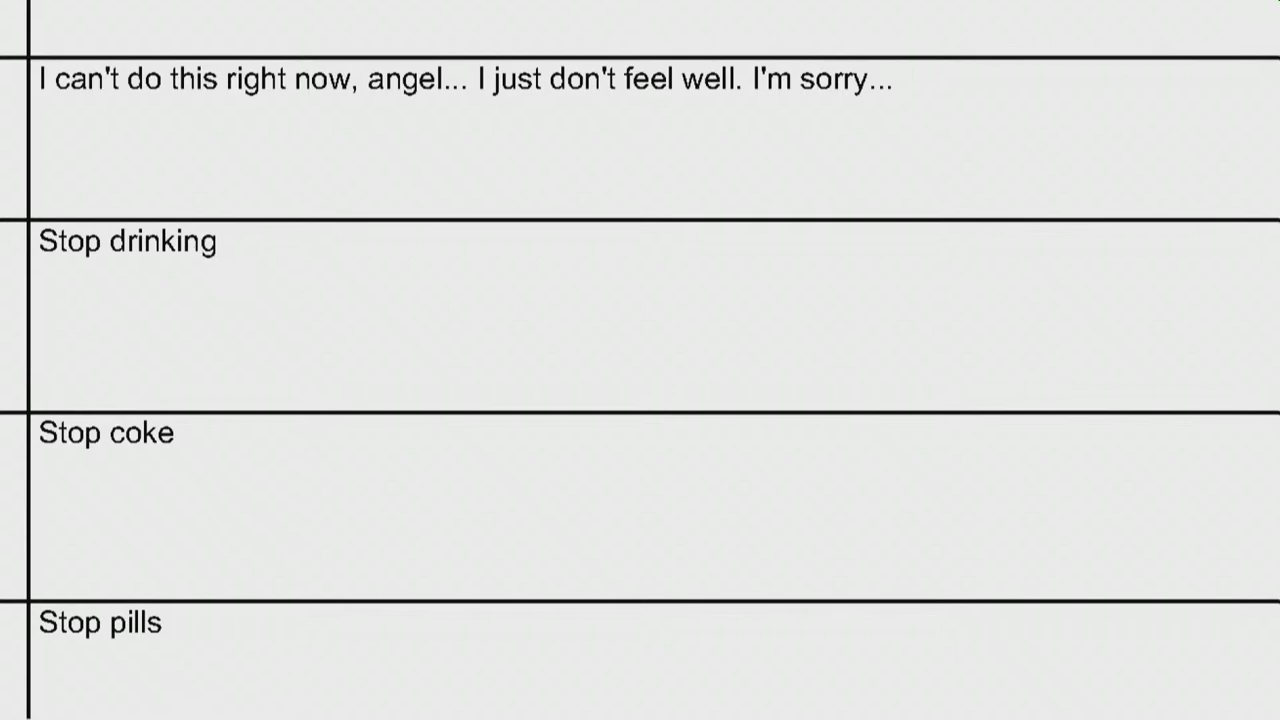 I can't do this right now, angel... I just don't feel well. I'm sorry...
Stop drinking
Stop coke
Stop pills